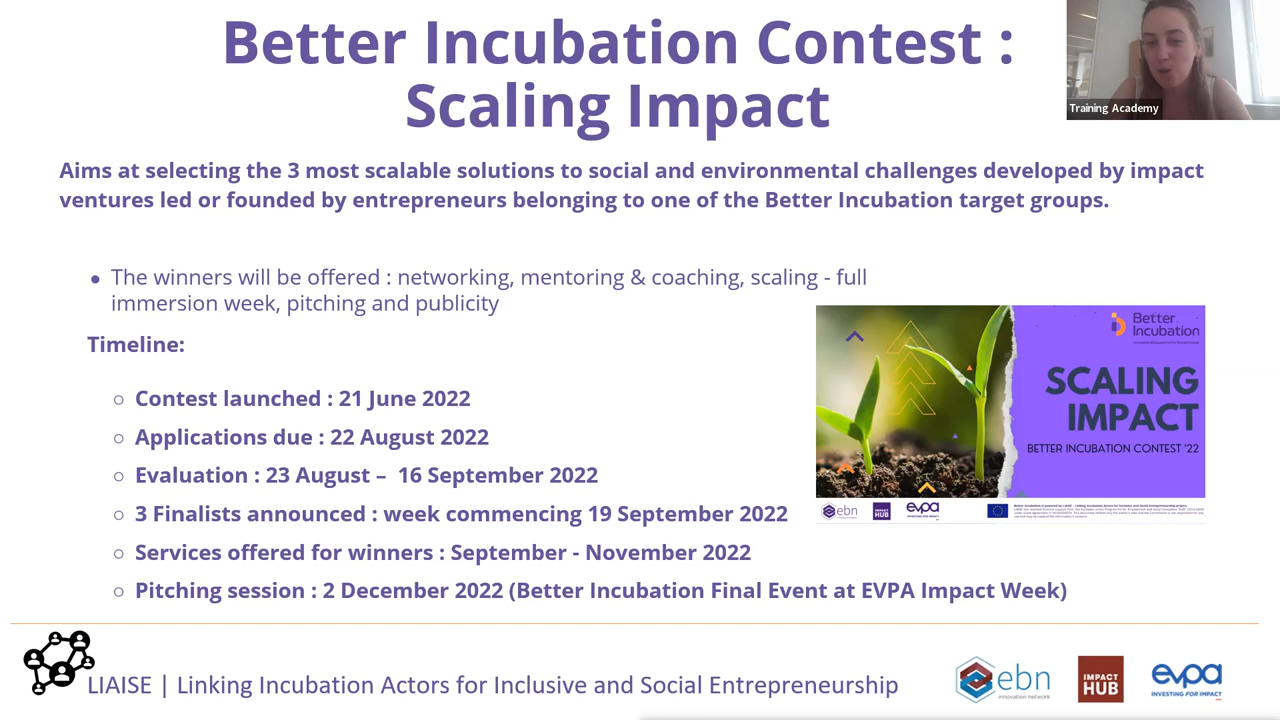 Better Incubation Contest :
Scaling Impact
Training Academy
Aims at selecting the 3 most scalable solutions to social and environmental challenges developed by impact
ventures led or founded by entrepreneurs belonging to one of the Better Incubation target groups.
• The winners will be offered : networking, mentoring & coaching, scaling - full
immersion week, pitching and publicity
Timeline:
○ Contest launched : 21 June 2022
○ Applications due : 22 August 2022
○ Evaluation : 23 August – 16 September 2022
○ 3 Finalists announced : week commencing 19 September 2022
○ Services offered for winners : September - November 2022
○ Pitching session : 2 December 2022 (Better Incubation Final Event at EVPA Impact Week)
Better
Incubation
SCALING
IMPACT
BETTER INCUBATION CONTEST '22
ebn
IMPACT
HUB
evpa
INVESTING FOR IMPACT
LIAISE | Linking Incubation Actors for Inclusive and Social Entrepreneurship
ebn
innovation network
IMPACT
HUB
evpa
INVESTING FOR IMPACT